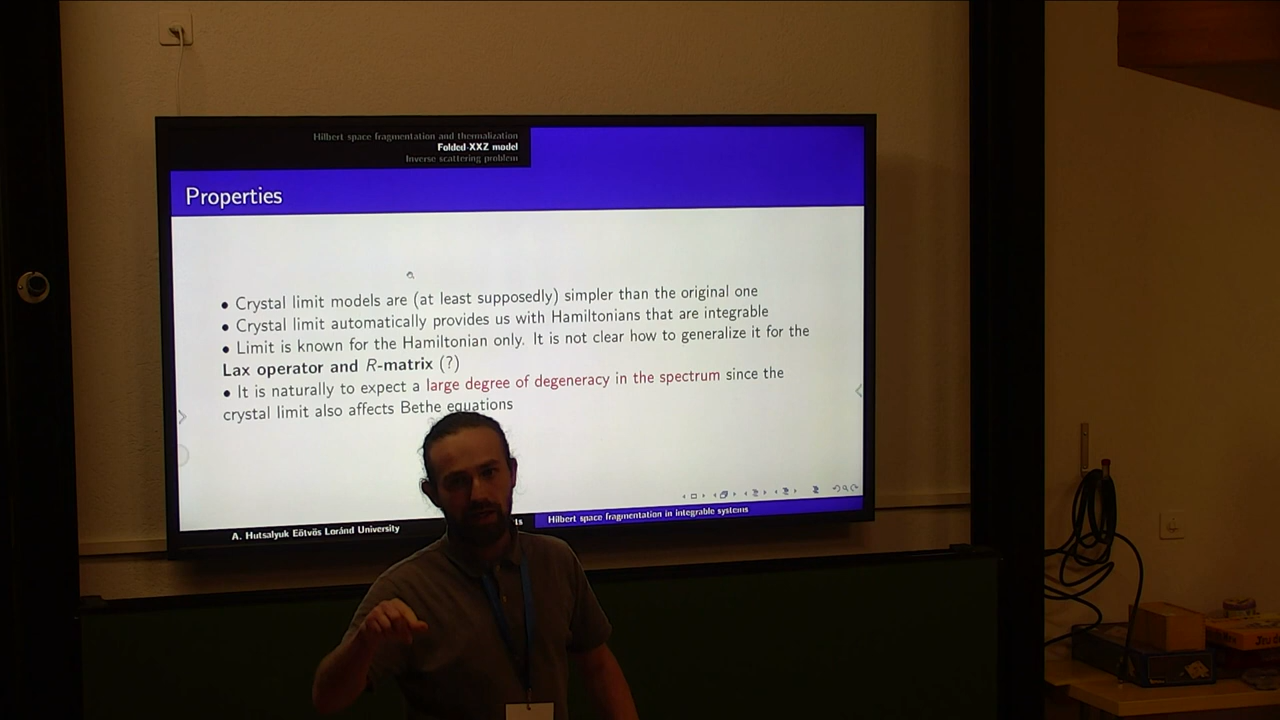 Hilbert space fragmentation and thermalization
Folded-XXZ model
Inverse scattering problem
Properties
• Crystal limit models are (at least supposedly) simpler than the original one
• Crystal limit automatically provides us with Hamiltonians that are integrable
• Limit is known for the Hamiltonian only. It is not clear how to generalize it for the
Lax operator and R-matrix (?)
• It is naturally to expect a large degree of degeneracy in the spectrum since the
crystal limit also affects Bethe equations
A. Hutsalyuk Eötvös Loránd University
Hilbert space fragmentation in integrable systems